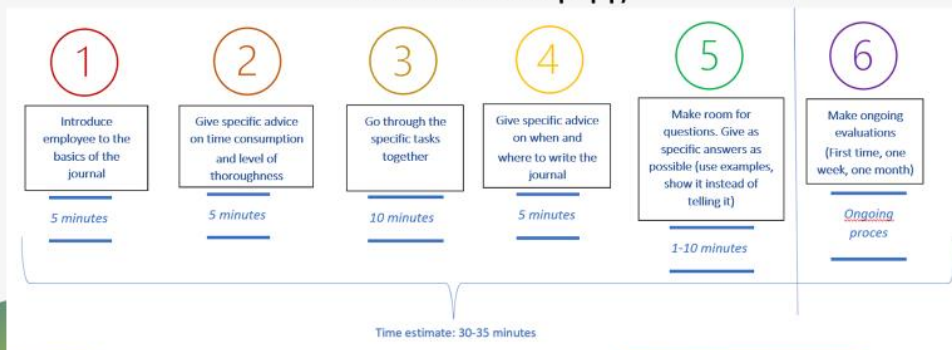 1
Introduce
employee to the
basics of the
journal
5 minutes
2
Give specific advice
on time consumption
and level of
thoroughness
5 minutes
3
Go through the
specific tasks
together
10 minutes
4
Give specific advice
on when and
where to write the
journal
5 minutes
5
Make room for
questions. Give as
specific answers as
possible (use examples,
show it instead of
telling it)
1-10 minutes
6
Make ongoing
evaluations
(First time, one
week, one month)
Ongoing
proces
Time estimate: 30-35 minutes